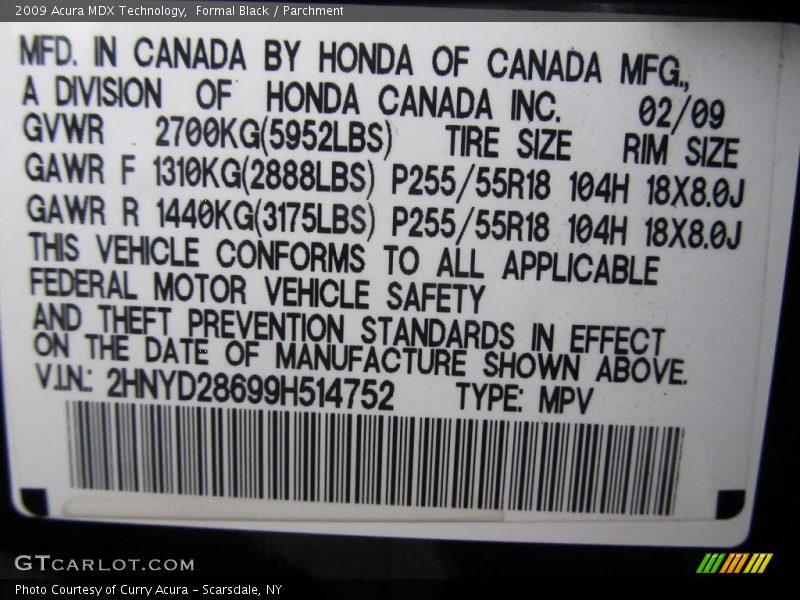 2009 Acura MDX Technology,  Formal Black / Parchment
MFD. IN CANADA BY HONDA OF CANADA MFG.,
A DIVISION OF HONDA CANADA INC. 02/09
GVWR 2700KG(5952LBS) TIRE SIZE RIM SIZE
GAWR F 1310KG(2888LBS) P255/55R18 104H 18X8.0J
GAWR R 1440KG(3175LBS) P255/55R18 104H 18X8.0J
THIS VEHICLE CONFORMS TO ALL APPLICABLE
FEDERAL MOTOR VEHICLE SAFETY
AND THEFT PREVENTION STANDARDS IN EFFECT
ON THE DATE OF MANUFACTURE SHOWN ABOVE.
V.I.N.: 2HNYD28699H514752 TYPE: MPV
GTCARLOT.COM
Photo Courtesy of Curry Acura - Scarsdale, NY